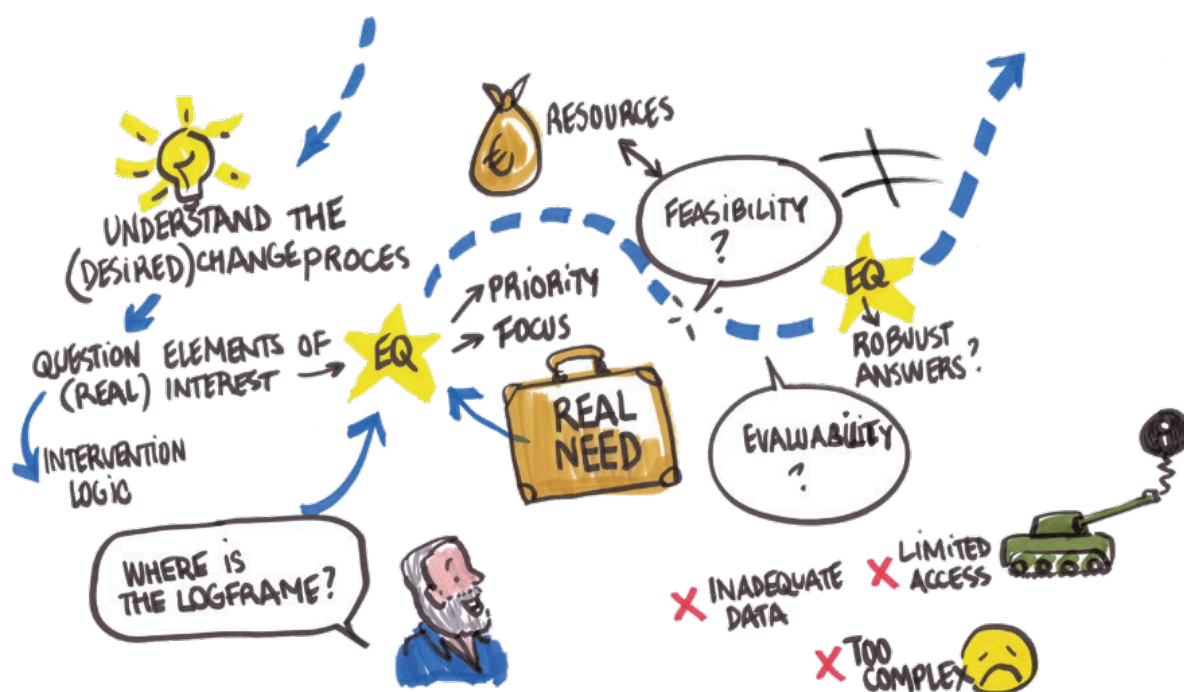 €
RESOURCES
FEASIBILITY
?
UNDERSTAND THE
(DESIRED) CHANGE PROCES
QUESTION ELEMENTS OF
(REAL) INTEREST
INTERVENTION
LOGIC
EQ
PRIORITY
FOCUS
REAL
NEED
EQ
ROBUUST
ANSWERS?
EVALUABILITY
?
WHERE IS
THE LOGFRAME?
INADEQUATE
DATA
LIMITED
ACCESS
TOO
COMPLEX
i